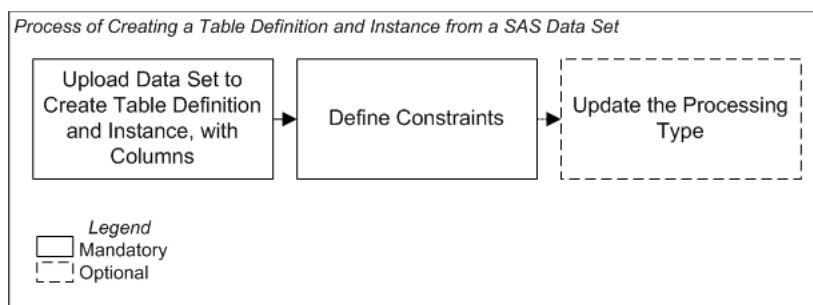 Process of Creating a Table Definition and Instance from a SAS Data Set
Upload Data Set to
Create Table Definition
and Instance, with
Columns
Define Constraints
Update the Processing
Type
Legend
Mandatory
Optional